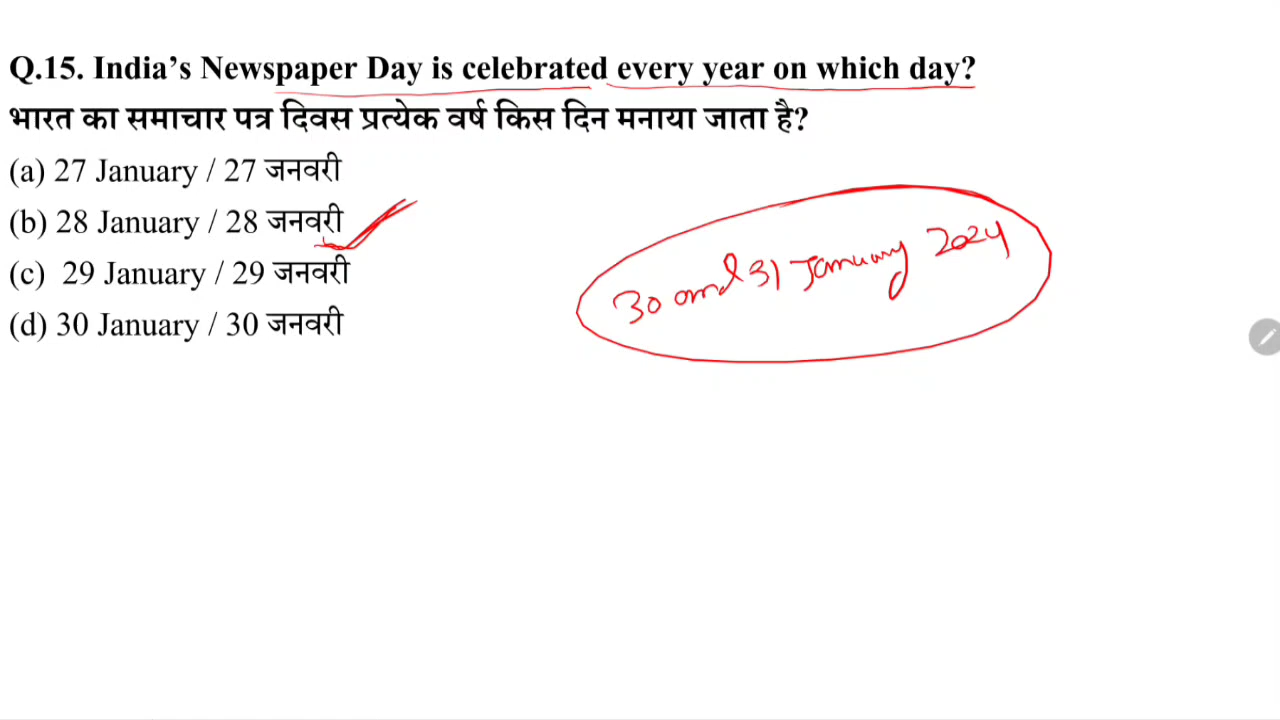 Q.15. India’s Newspaper Day is celebrated every year on which day?
भारत का समाचार पत्र दिवस प्रत्येक वर्ष किस दिन मनाया जाता है?
(a) 27 January / 27 जनवरी
(b) 28 January / 28 जनवरी
(c) 29 January / 29 जनवरी
(d) 30 January / 30 जनवरी
30 and 31 January 2024